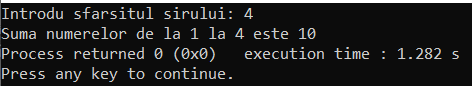 Introdu sfarsitul sirului: 4
Suma numerelor de la 1 la 4 este 10
Process returned 0 (0x0)   execution time : 1.282 s
Press any key to continue.